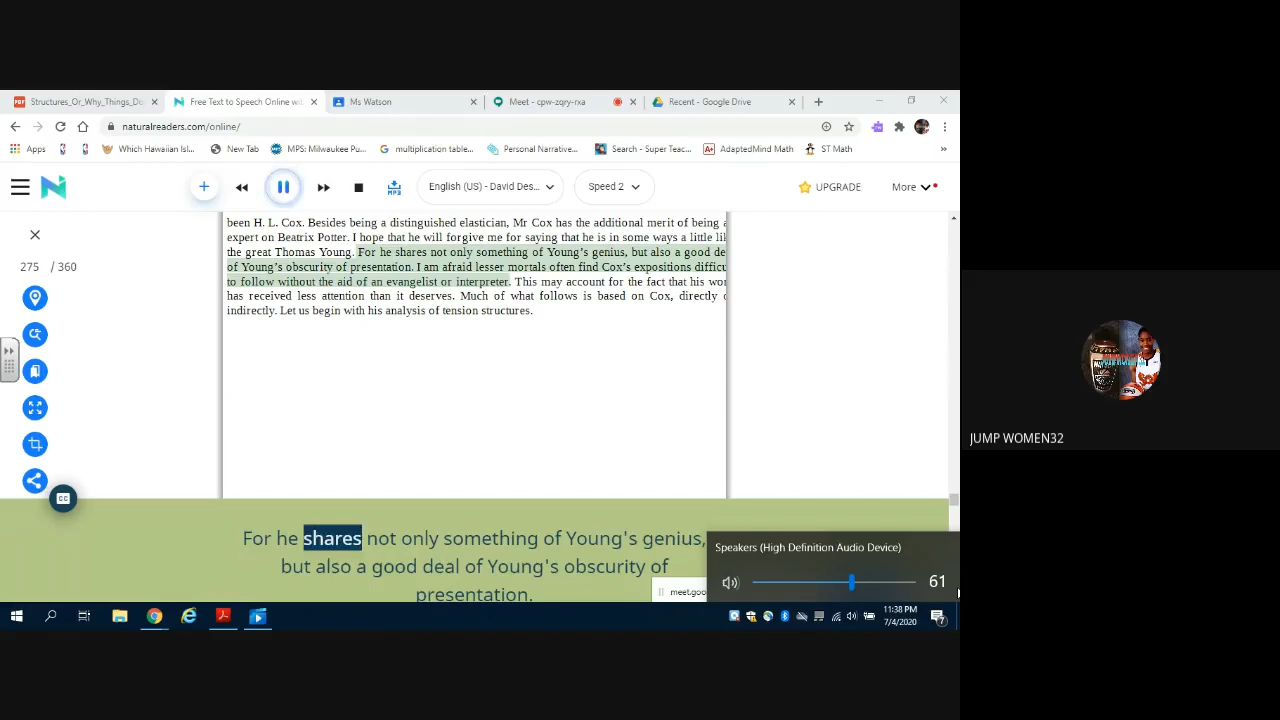 Structures_Or_Why_Things_Do
Free Text to Speech Online wit
Ms Watson
Meet - cpw-zqry-rxa
Recent - Google Drive
naturalreaders.com/online/
Apps
Which Hawaiian Isl...
New Tab
MPS: Milwaukee Pu...
multiplication table...
Personal Narrative...
Search - Super Teac...
AdaptedMind Math
ST Math
»
MP3
English (US) - David Des...
Speed 2
UPGRADE
More
275 / 360
been H. L. Cox. Besides being a distinguished elastician, Mr Cox has the additional merit of being a
expert on Beatrix Potter. I hope that he will forgive me for saying that he is in some ways a little lik
the great Thomas Young. For he shares not only something of Young’s genius, but also a good de
of Young’s obscurity of presentation. I am afraid lesser mortals often find Cox’s expositions difficu
to follow without the aid of an evangelist or interpreter. This may account for the fact that his wor
has received less attention than it deserves. Much of what follows is based on Cox, directly o
indirectly. Let us begin with his analysis of tension structures.
CC
For he shares not only something of Young's genius,
but also a good deal of Young's obscurity of
presentation.
Speakers (High Definition Audio Device)
61
meet.goo
11:38 PM
7/4/2020
7
JUMP WOMEN32